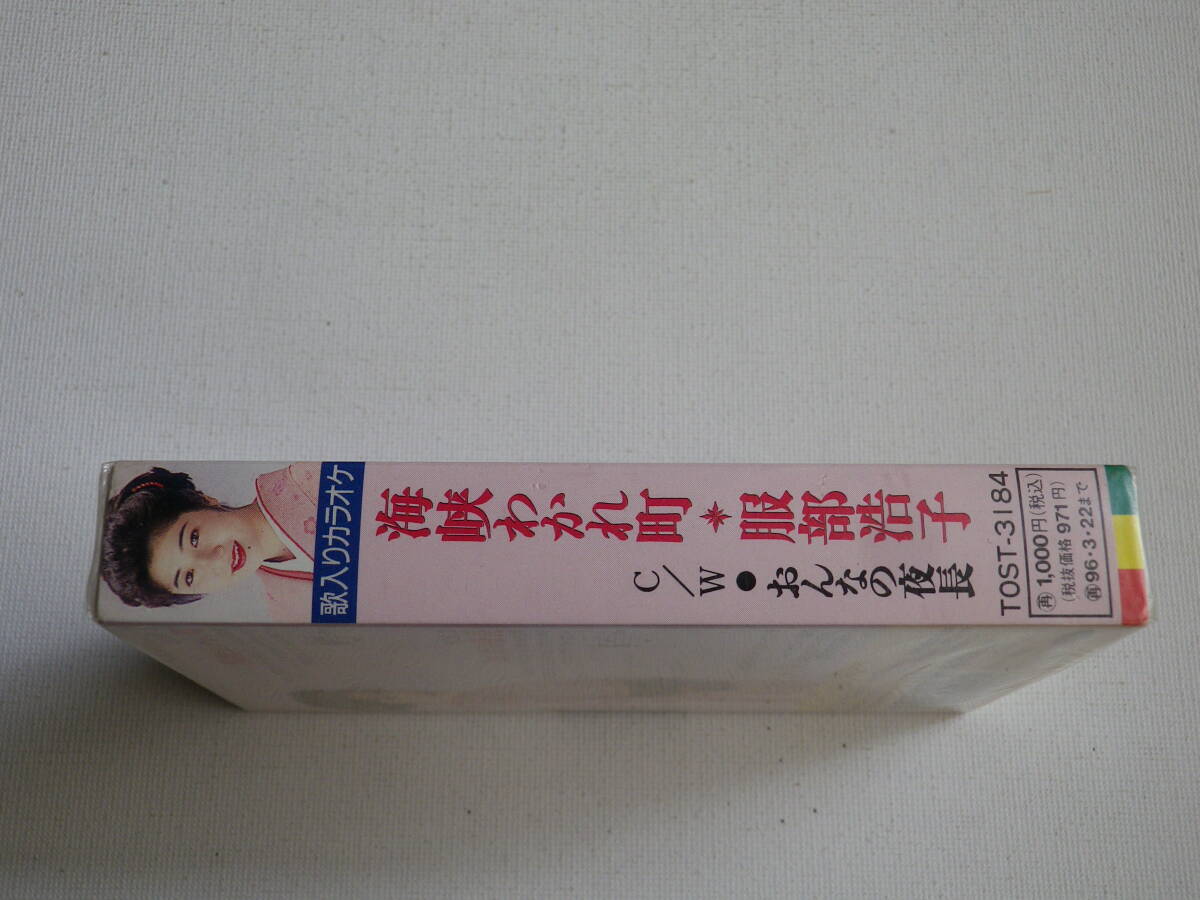 歌入りカラオケ
海峡わかれ町✴服部浩子
C/W●おんなの夜長
TOST-3184
㊢1,000円(税込)
(税抜価格 971円)
㊢96・3・22まで